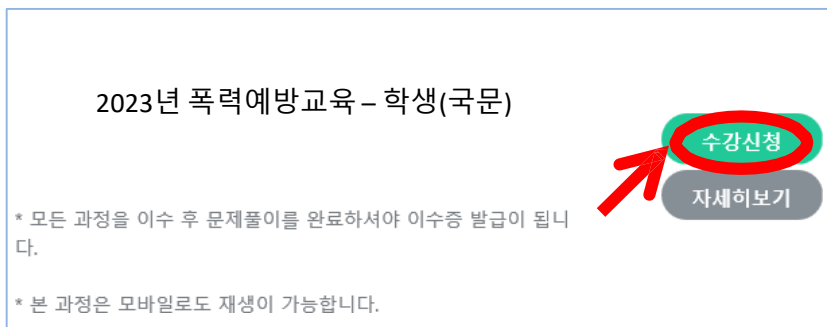 2023년 폭력예방교육 – 학생(국문)
수강신청
자세히보기
* 모든 과정을 이수 후 문제풀이를 완료하셔야 이수증 발급이 됩니
다.
* 본 과정은 모바일로도 재생이 가능합니다.